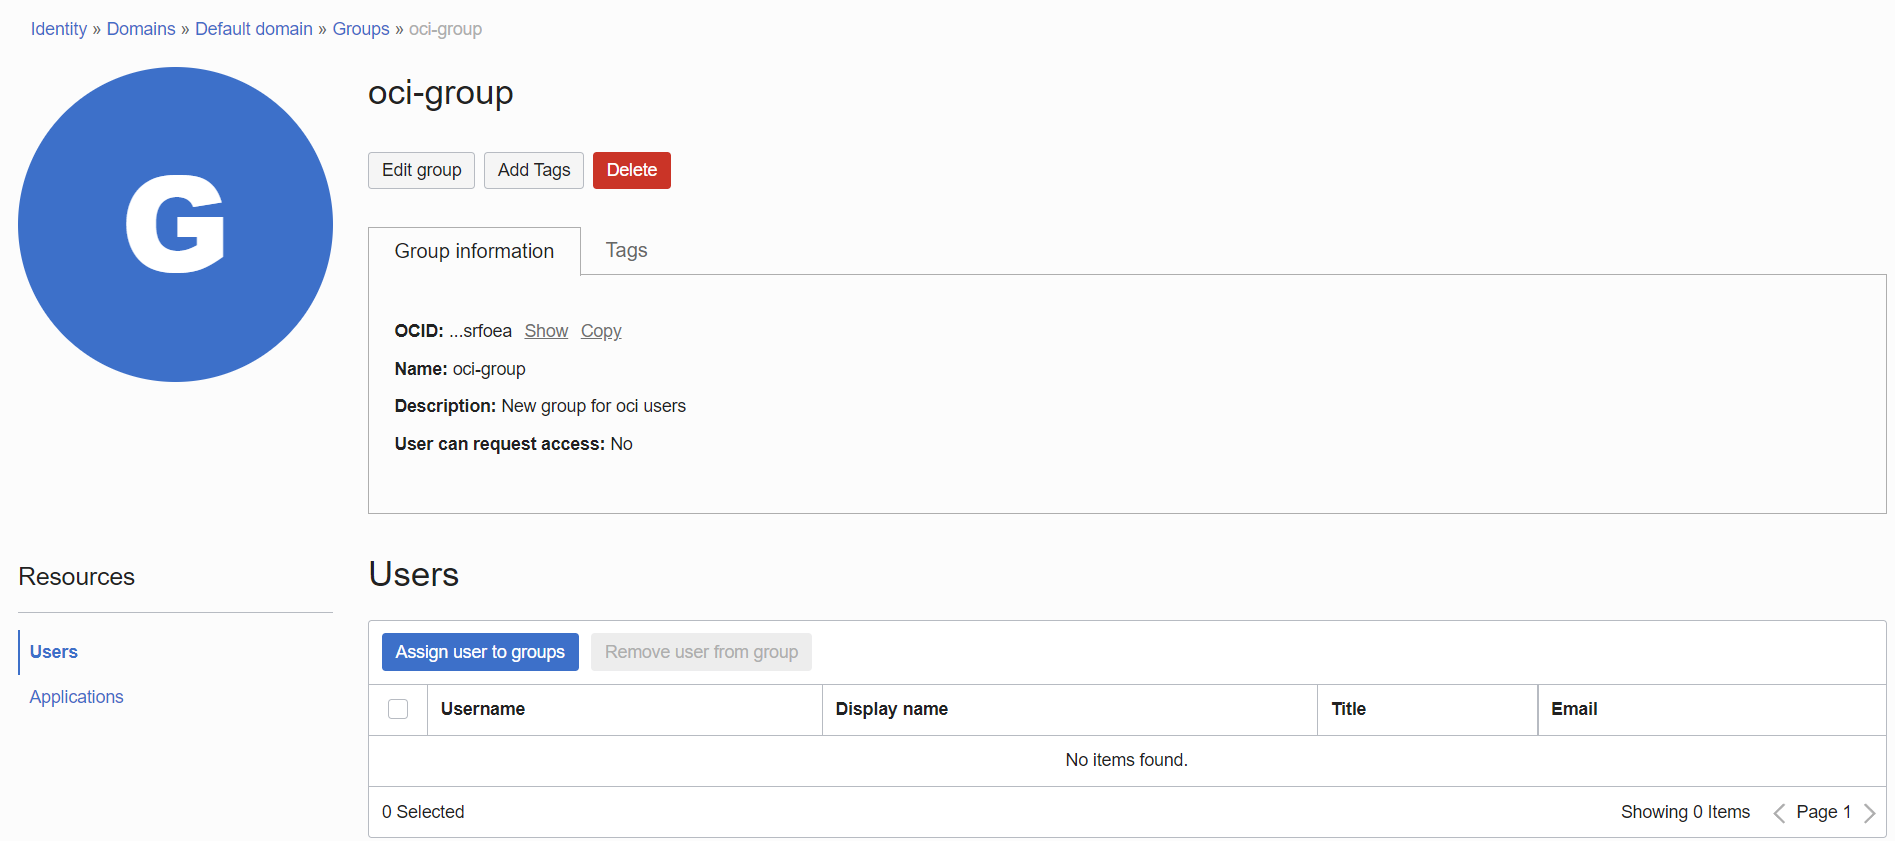 Identity » Domains » Default domain » Groups » oci-group
G
oci-group
Edit group Add Tags Delete
Group information Tags
OCID: ...srfoea Show Copy
Name: oci-group
Description: New group for oci users
User can request access: No
Resources
Users
Applications
Users
Assign user to groups Remove user from group
Username Display name Title Email
No items found.
0 Selected Showing 0 Items Page 1